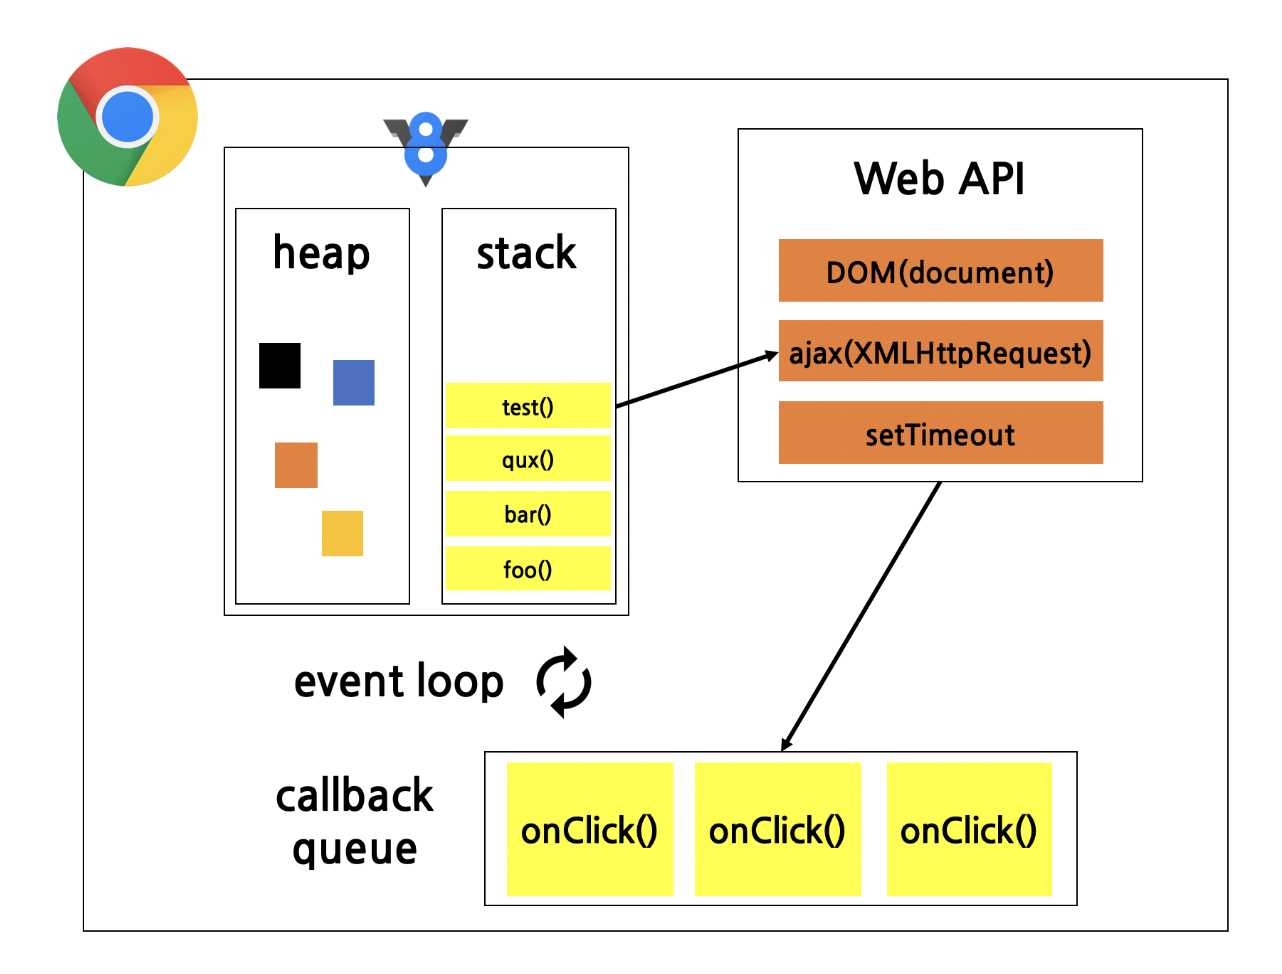 heap
stack
test()
qux()
bar()
foo()
Web API
DOM(document)
ajax(XMLHttpRequest)
setTimeout
event loop
callback
queue
onClick()
onClick()
onClick()